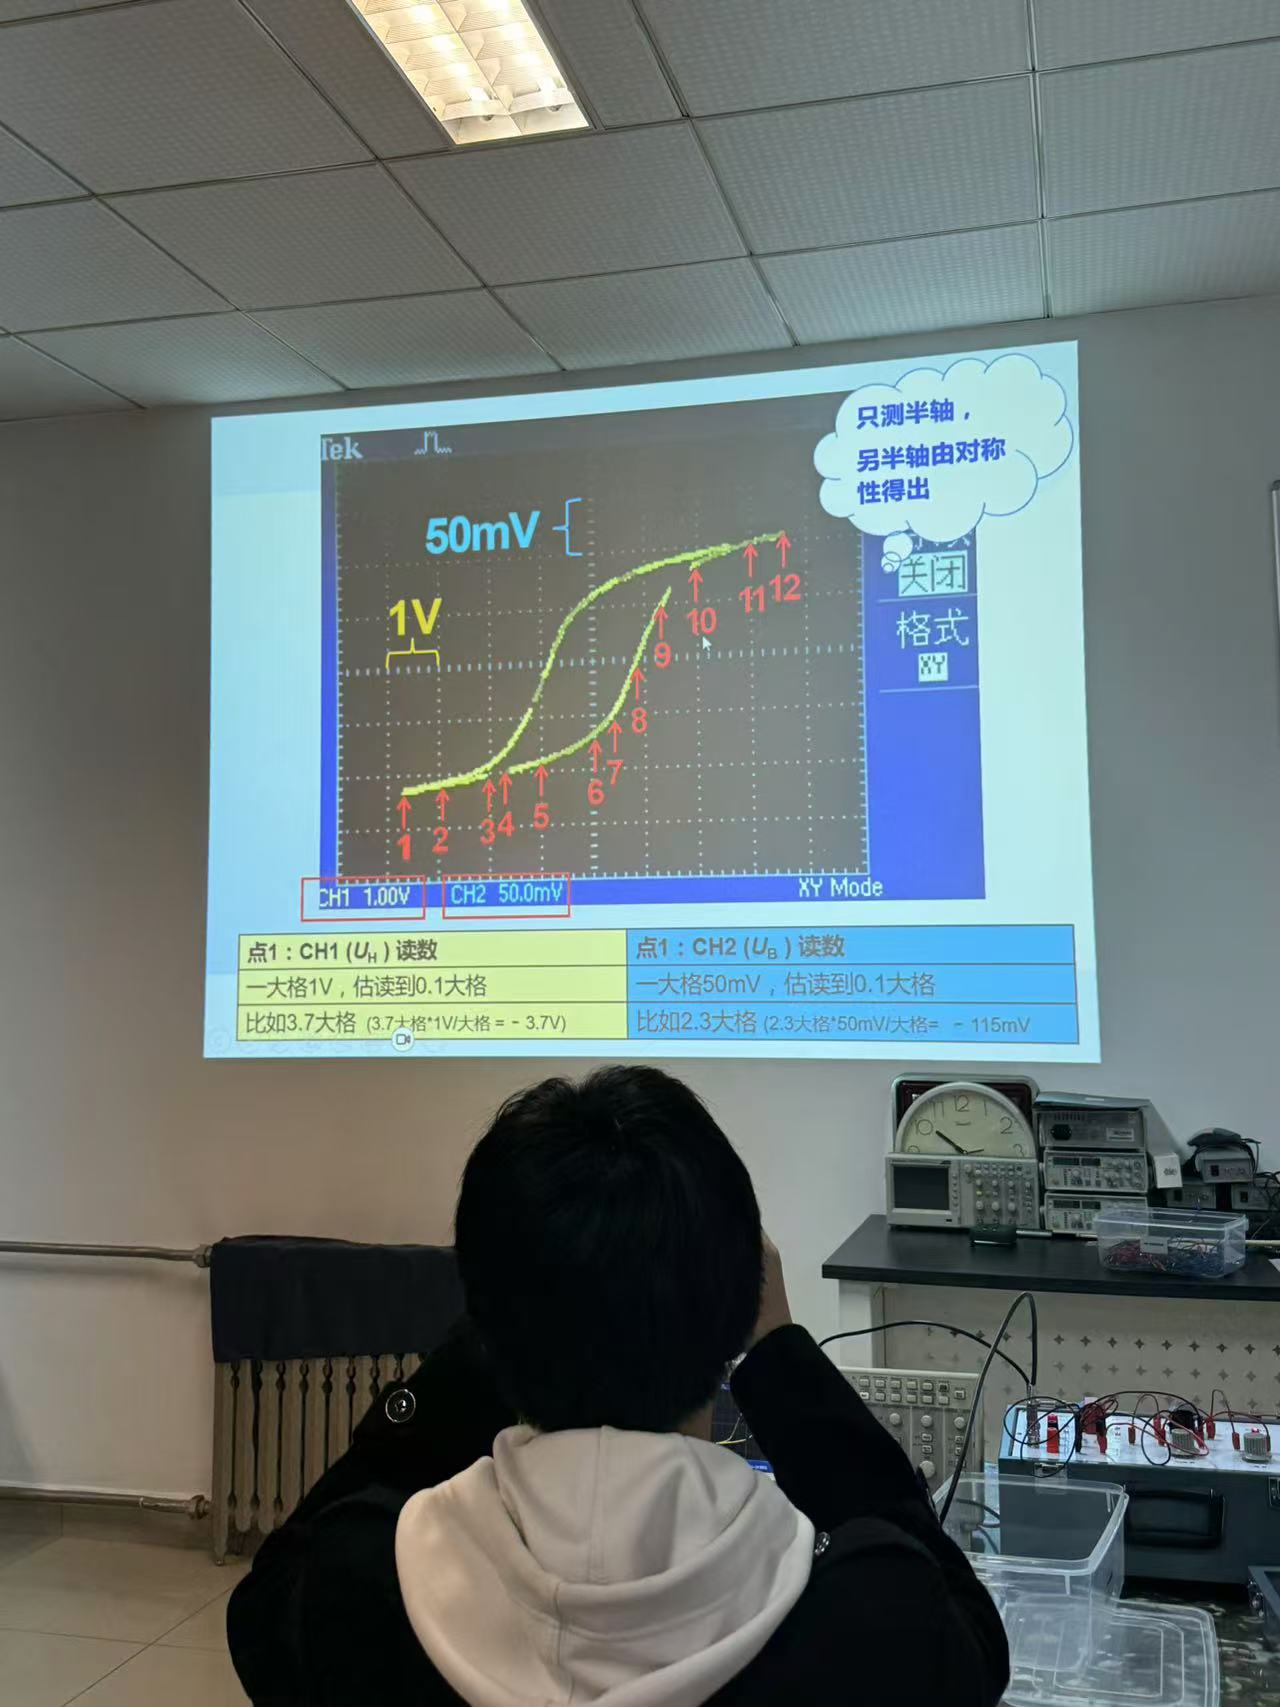 Tek
只测半轴，
另半轴由对称
性得出
50mV
1V
关闭
格式
XY
1
2
3
4
5
6
7
8
9
10
11
12
CH1 1.00V
CH2 50.0mV
XY Mode
点1：CH1 (UH) 读数
点1：CH2 (UB) 读数
一大格1V，估读到0.1大格
一大格50mV，估读到0.1大格
比如3.7大格 (3.7大格*1V/大格 = - 3.7V)
比如2.3大格 (2.3大格*50mV/大格= - 115mV
10
12
2
3